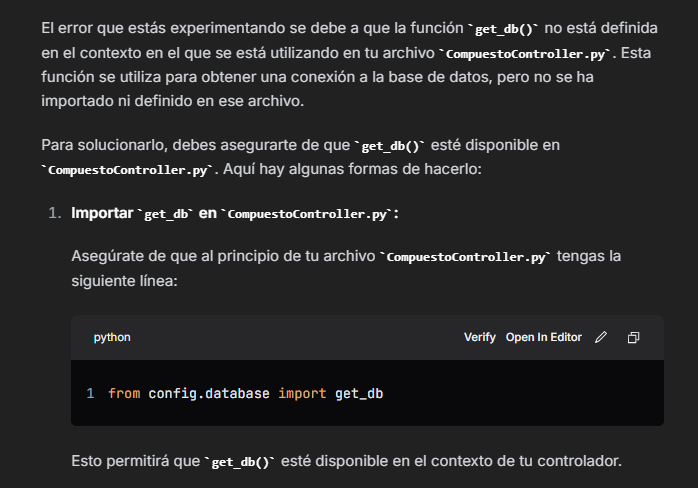 El error que estás experimentando se debe a que la función `get_db()` no está definida
en el contexto en el que se está utilizando en tu archivo `CompuestoController.py`. Esta
función se utiliza para obtener una conexión a la base de datos, pero no se ha
importado ni definido en ese archivo.
Para solucionarlo, debes asegurarte de que `get_db()` esté disponible en
`CompuestoController.py`. Aquí hay algunas formas de hacerlo:
1. Importar `get_db` en `CompuestoController.py`:
Asegúrate de que al principio de tu archivo `CompuestoController.py` tengas la
siguiente línea:
python Verify Open In Editor
1 from config.database import get_db
Esto permitirá que `get_db()` esté disponible en el contexto de tu controlador.